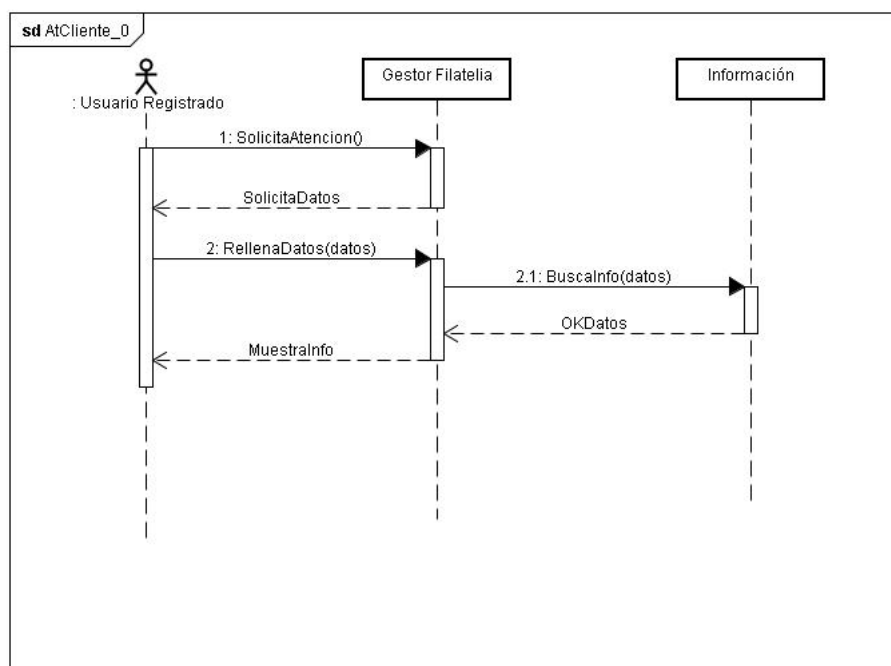 sd AtCliente_0
: Usuario Registrado
Gestor Filatelia
Información
1: SolicitaAtencion()
SolicitaDatos
2: RellenaDatos(datos)
2.1: BuscaInfo(datos)
OKDatos
MuestraInfo